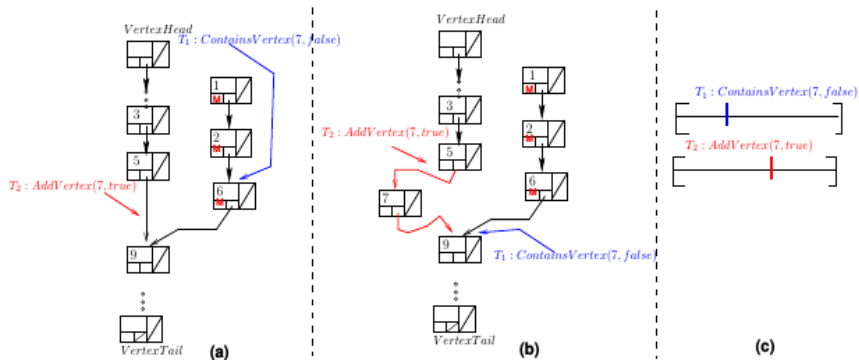 VertexHead
T₁ : ContainsVertex(7, false)
1
M
3
2
M
5
T₂ : AddVertex(7, true)
6
M
9
VertexTail
(a)
VertexHead
1
M
3
T₂ : AddVertex(7, true)
2
M
5
7
6
M
9
T₁ : ContainsVertex(7, false)
VertexTail
(b)
T₁ : ContainsVertex(7, false)
T₂ : AddVertex(7, true)
(c)